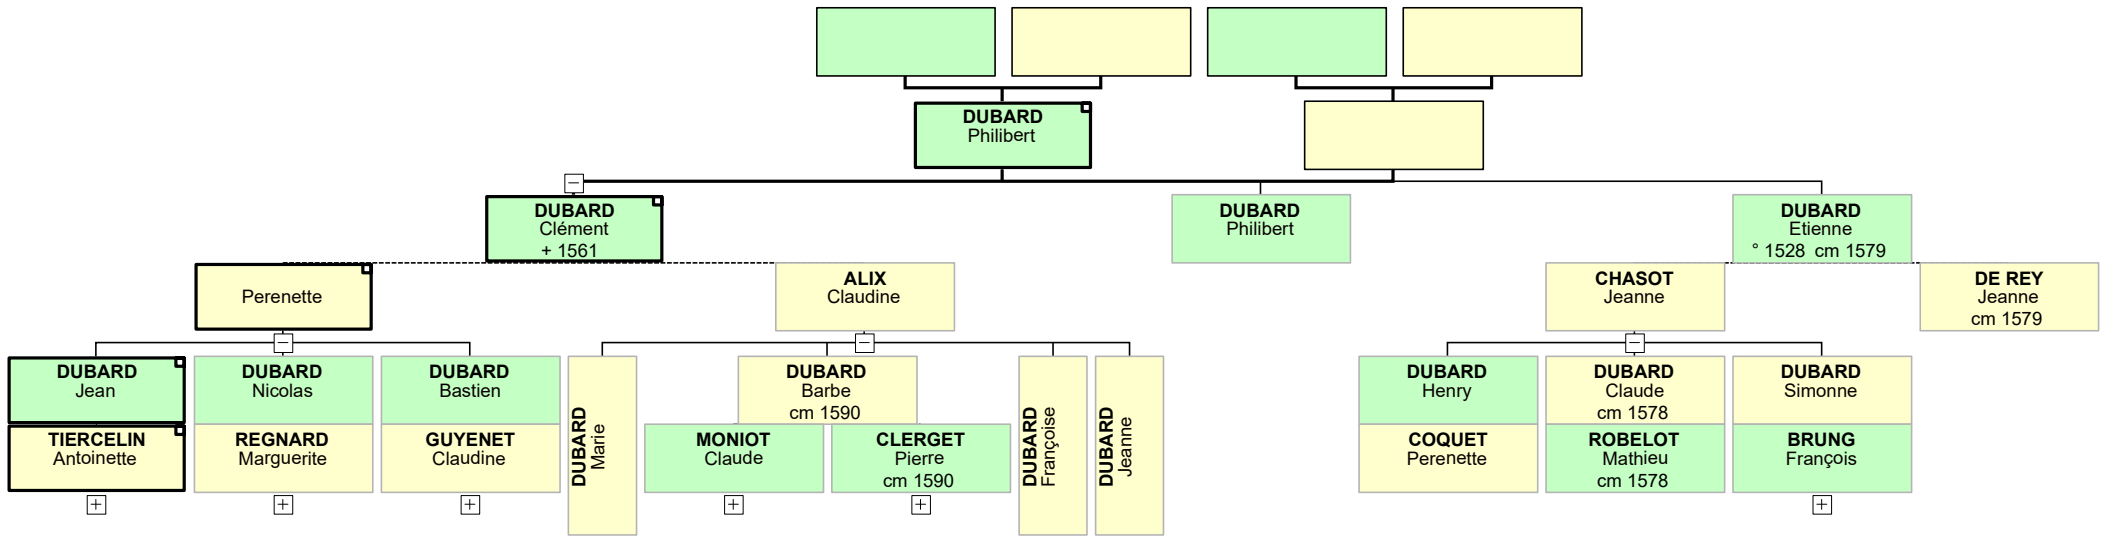 DUBARD
Philibert
DUBARD
Clément
+ 1561
DUBARD
Philibert
DUBARD
Etienne
° 1528 cm 1579
Perenette
ALIX
Claudine
CHASOT
Jeanne
DE REY
Jeanne
cm 1579
DUBARD
Jean
TIERCELIN
Antoinette
DUBARD
Nicolas
REGNARD
Marguerite
DUBARD
Bastien
GUYENET
Claudine
DUBARD
Marie
DUBARD
Barbe
cm 1590
MONIOT
Claude
CLERGET
Pierre
cm 1590
DUBARD
Françoise
DUBARD
Jeanne
DUBARD
Henry
COQUET
Perenette
DUBARD
Claude
cm 1578
ROBELOT
Mathieu
cm 1578
DUBARD
Simonne
BRUNG
François